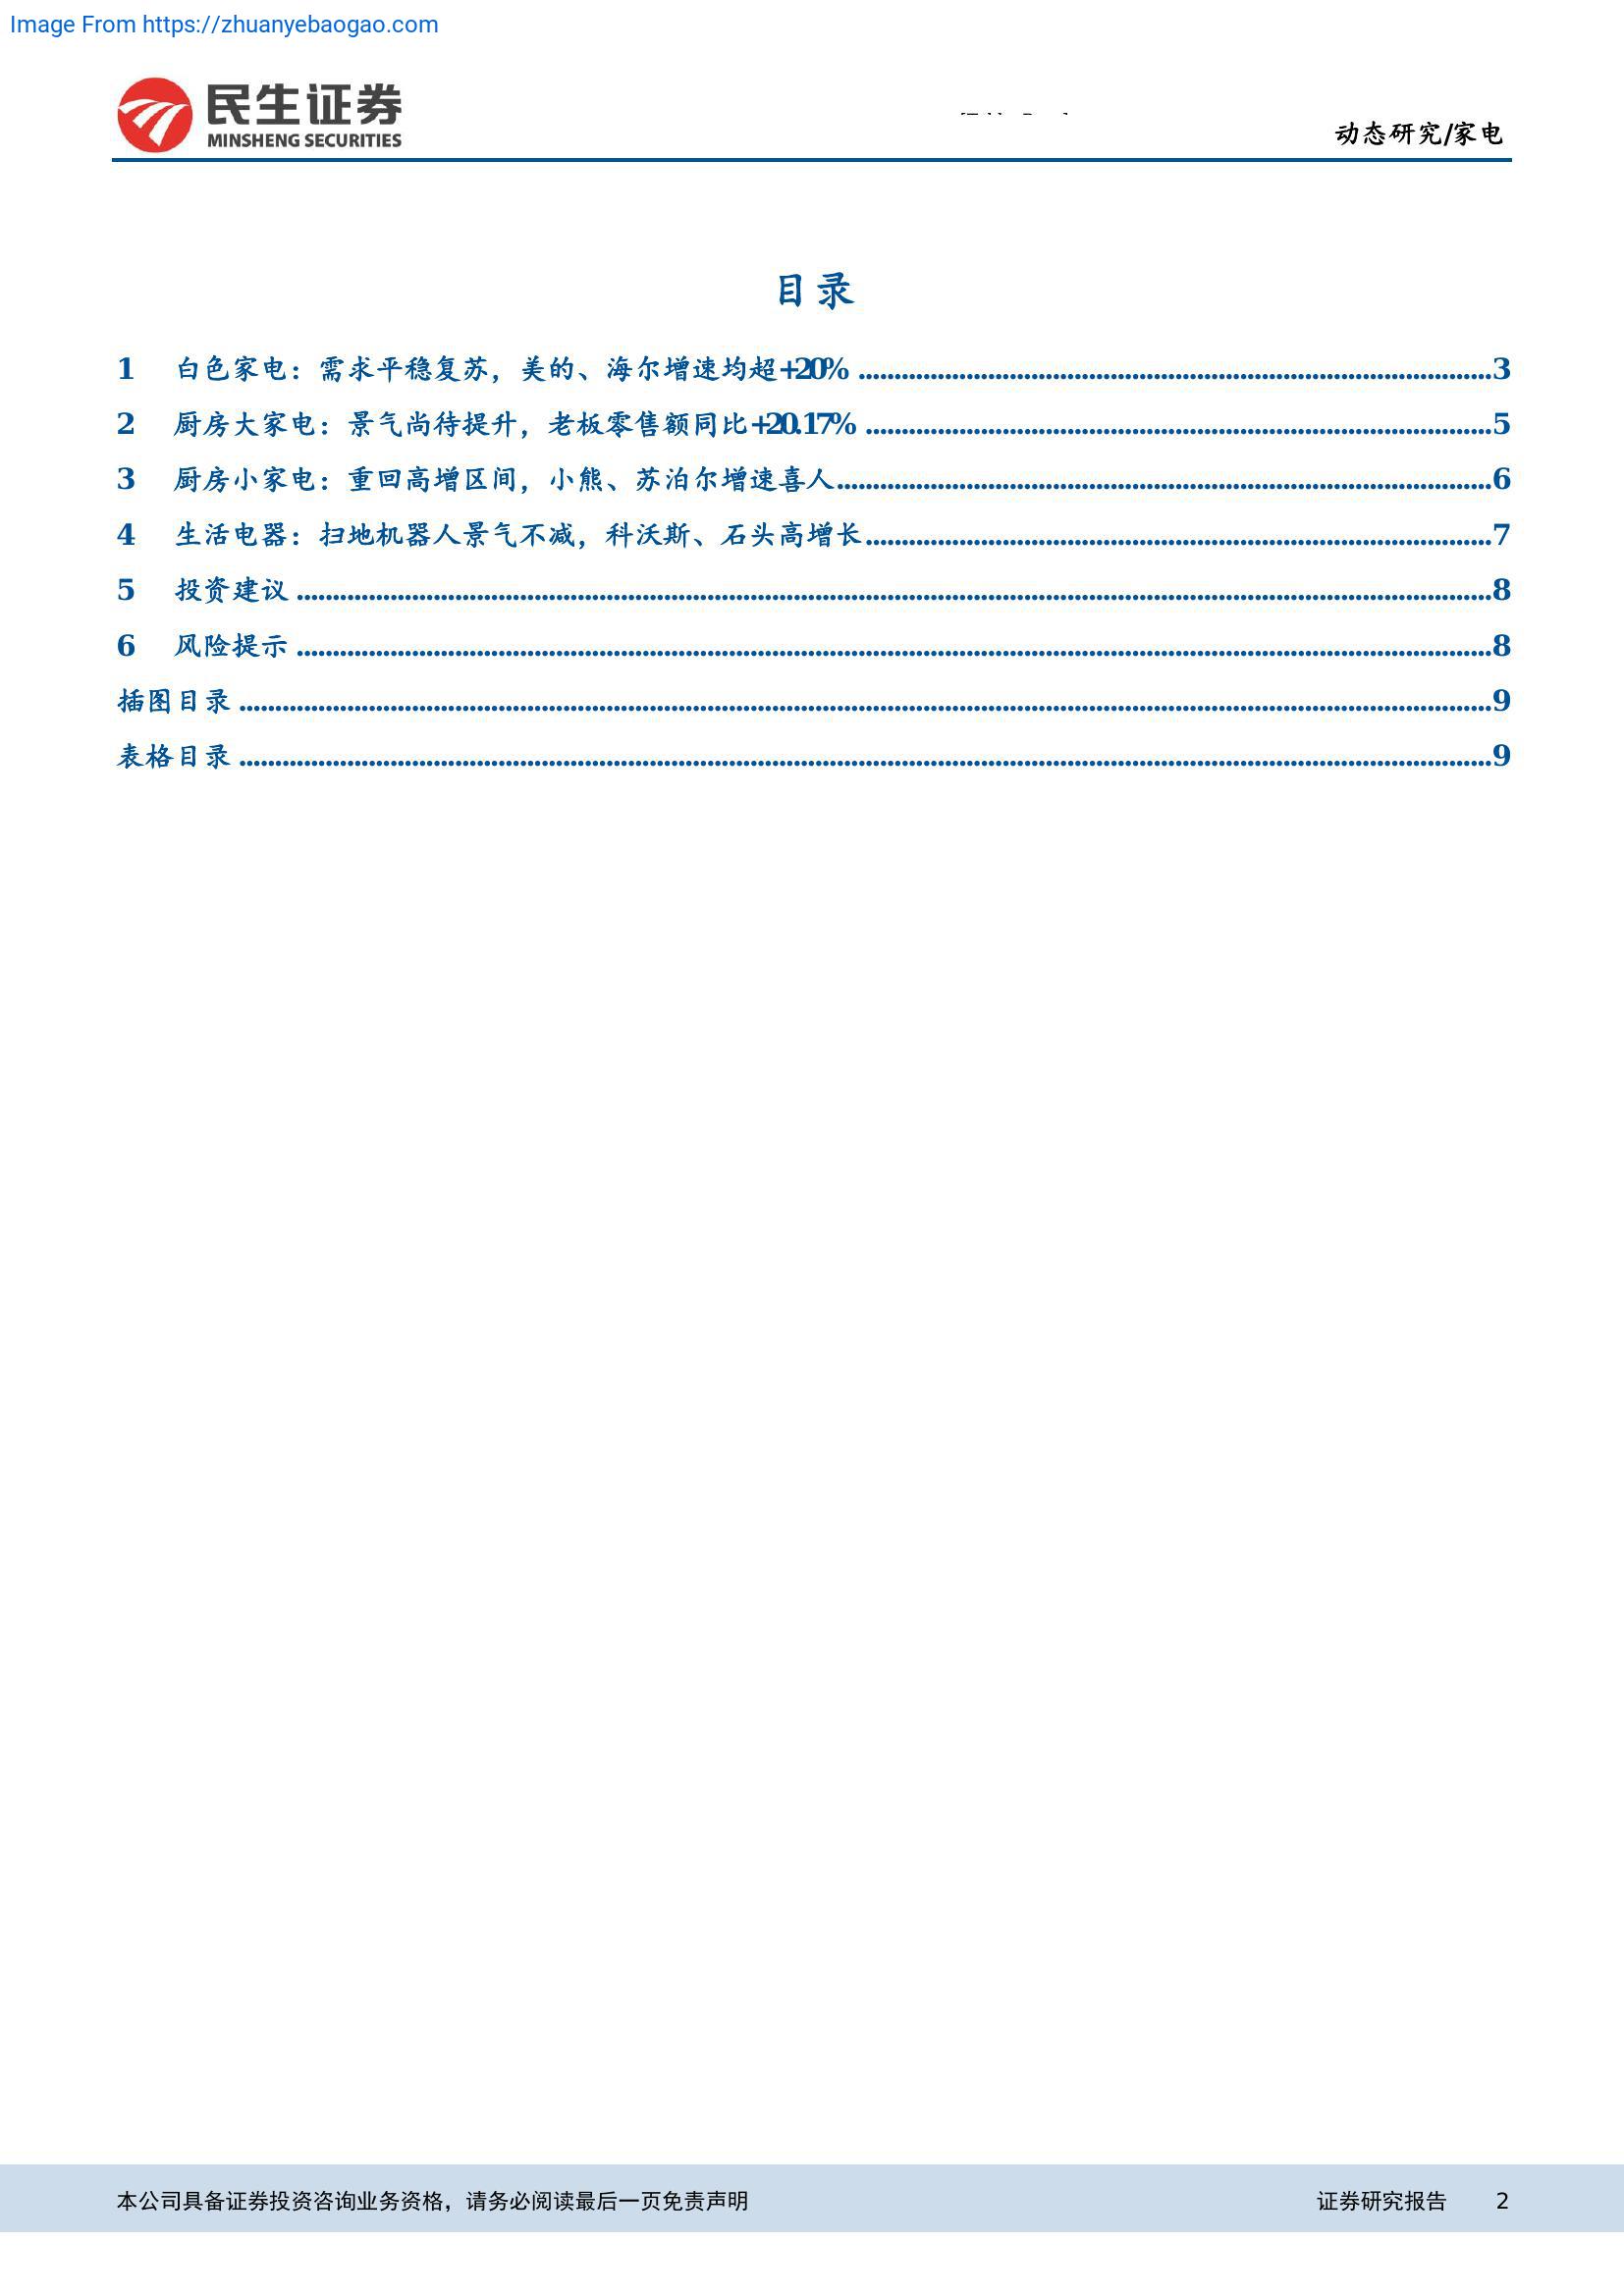 Image From https://zhuanyebaogao.com
民生证券
MINSHENG SECURITIES
动态研究/家电
目录
1 白色家电：需求平稳复苏，美的、海尔增速均超+20% 3
2 厨房大家电：景气尚待提升，老板零售额同比+20.17% 5
3 厨房小家电：重回高增区间，小熊、苏泊尔增速喜人 6
4 生活电器：扫地机器人景气不减，科沃斯、石头高增长 7
5 投资建议 8
6 风险提示 8
插图目录 9
表格目录 9
本公司具备证券投资咨询业务资格，请务必阅读最后一页免责声明 证券研究报告 2